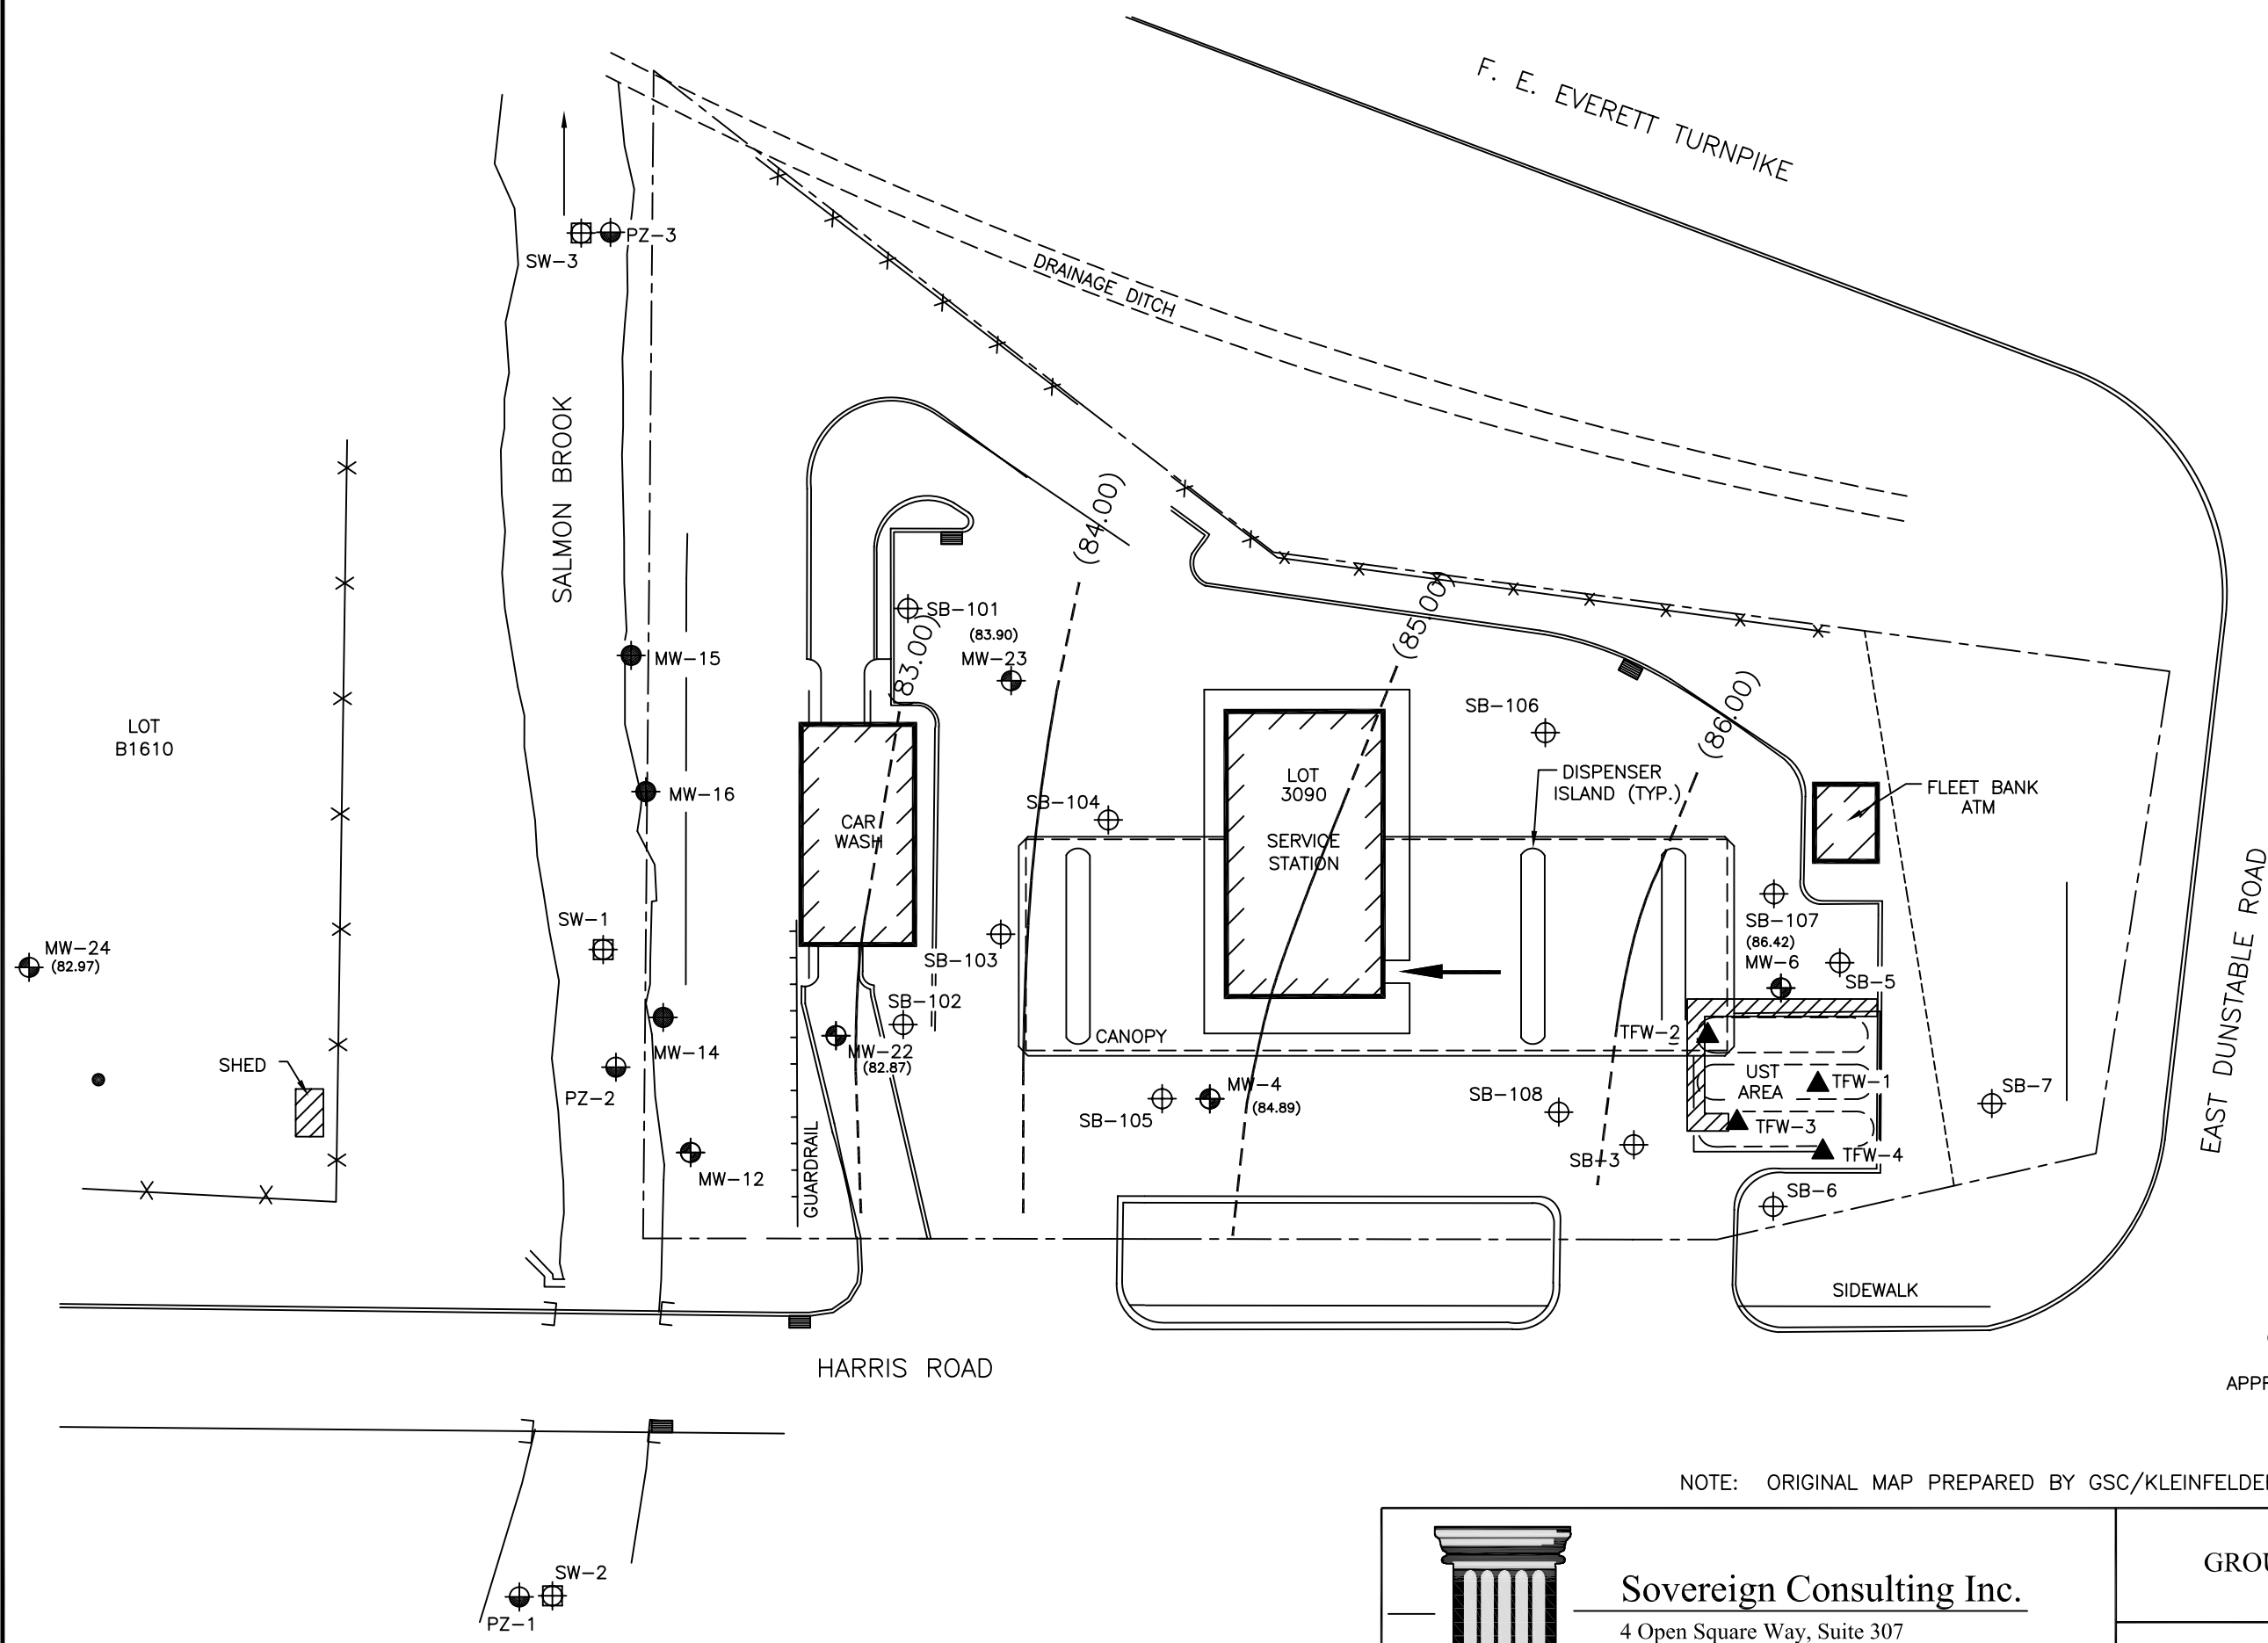 F. E. EVERETT TURNPIKE
PZ-3
SW-3
DRAINAGE DITCH
SALMON BROOK
(84.00)
(85.00)
SB-101
(83.90)
MW-23
(83.00)
MW-15
(86.00)
SB-106
LOT
B1610
LOT
3090
DISPENSER
ISLAND (TYP.)
FLEET BANK
ATM
MW-16
SB-104
CAR
WASH
SERVICE
STATION
EAST DUNSTABLE ROAD
SW-1
SB-107
(86.42)
MW-6
MW-24
(82.97)
SB-103
SB-5
SB-102
TFW-2
CANOPY
MW-14
MW-22
(82.87)
SHED
UST
AREA
TFW-1
PZ-2
MW-4
(84.89)
SB-105
SB-108
SB-7
TFW-3
GUARDRAIL
SB-3
TFW-4
MW-12
SB-6
SIDEWALK
HARRIS ROAD
APPR
NOTE: ORIGINAL MAP PREPARED BY GSC/KLEINFELDE
SW-2
PZ-1
Sovereign Consulting Inc.
4 Open Square Way, Suite 307
GROU